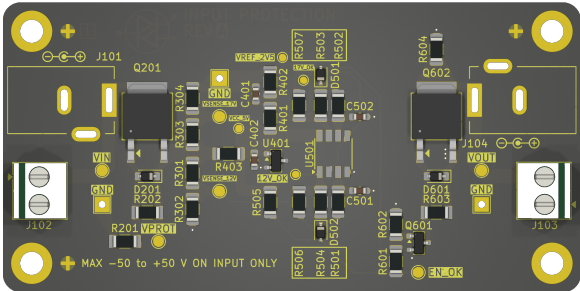 R507
R503
R502
R604
VREF_2V5
J101
Q201
17V_OK
D501
Q602
R402
GND
C401
R304
VSENSE_17V
C502
R401
VCC_5V
R303
J104
U401
C402
U501
VIN
R403
VOUT
R301
12V_OK
VSENSE_12V
GND
D201
D601
GND
R202
R302
R505
C501
R603
J102
R201
VPROT
D502
R602
Q601
J103
R506
R504
R501
R601
MAX -50 to +50 V ON INPUT ONLY
EN_OK